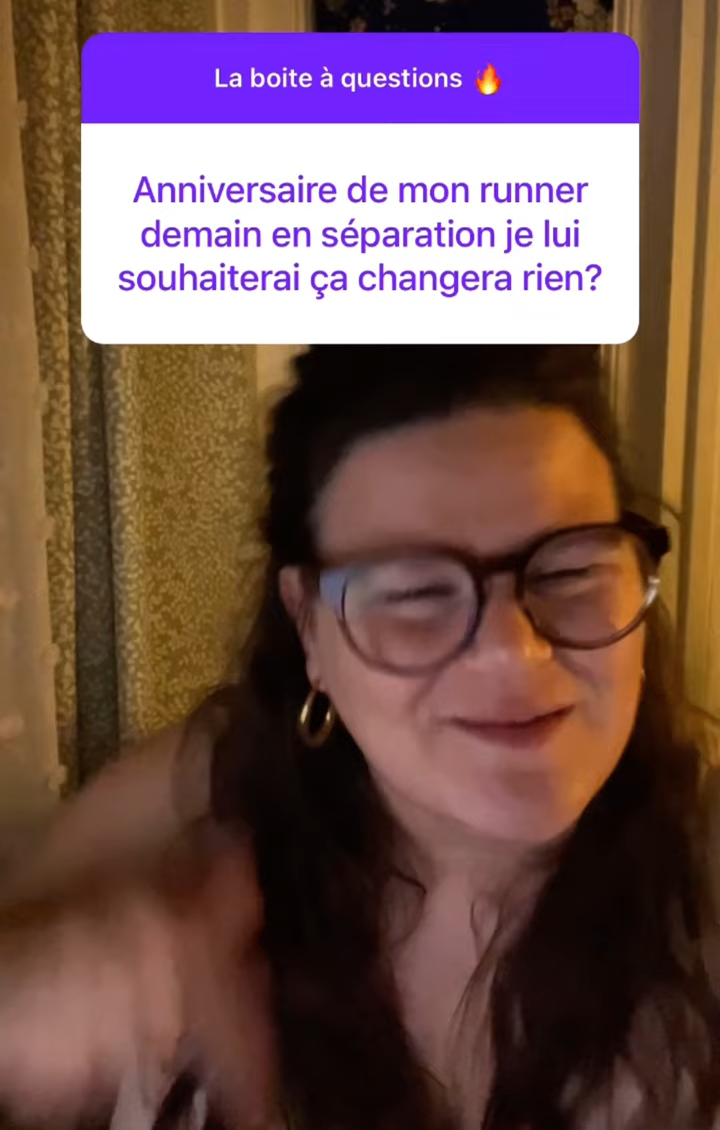 La boite à questions 🔥
Anniversaire de mon runner
demain en séparation je lui
souhaiterai ça changera rien?